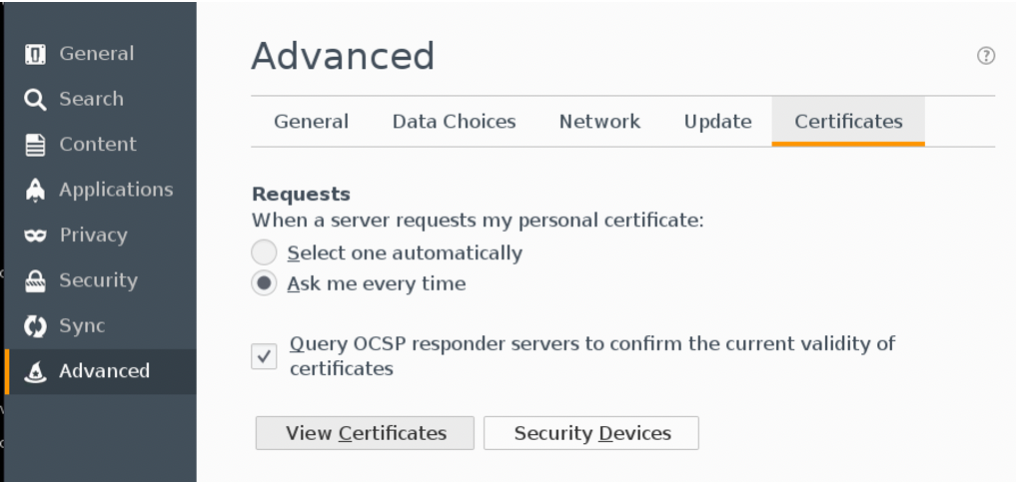 General
Search
Content
Applications
Privacy
Security
Sync
Advanced
Advanced
?
General Data Choices Network Update Certificates
Requests
When a server requests my personal certificate:
Select one automatically
Ask me every time
Query OCSP responder servers to confirm the current validity of
certificates
View Certificates Security Devices